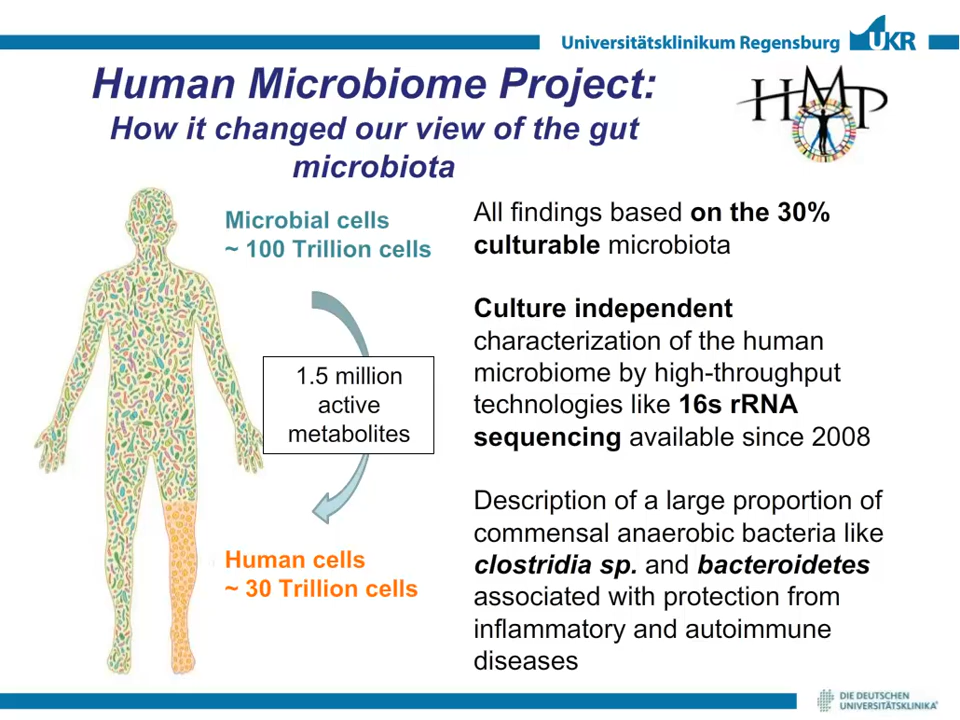 Universitätsklinikum Regensburg
UKR
Human Microbiome Project:
HMP
How it changed our view of the gut
microbiota
Microbial cells
~ 100 Trillion cells
1.5 million
active
metabolites
Human cells
~ 30 Trillion cells
All findings based on the 30%
culturable microbiota
Culture independent
characterization of the human
microbiome by high-throughput
technologies like 16s rRNA
sequencing available since 2008
Description of a large proportion of
commensal anaerobic bacteria like
clostridia sp. and bacteroidetes
associated with protection from
inflammatory and autoimmune
diseases
DIE DEUTSCHEN
UNIVERSITÄTSKLINIKA